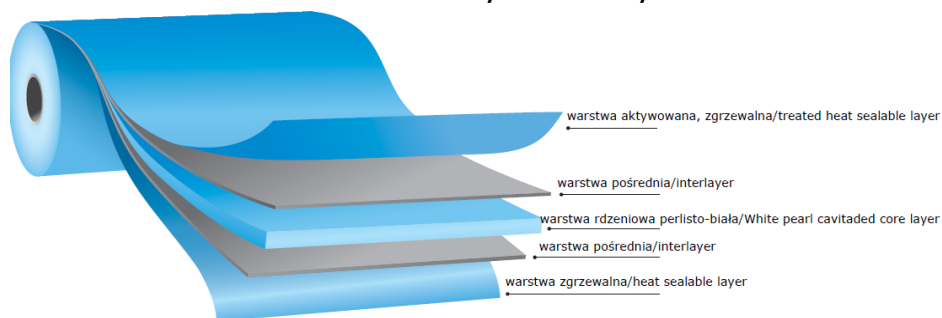 warstwa aktywowana, zgrzewalna/treated heat sealable layer
warstwa pośrednia/interlayer
warstwa rdzeniowa perlisto-biała/White pearl cavitaded core layer
warstwa pośrednia/interlayer
warstwa zgrzewalna/heat sealable layer